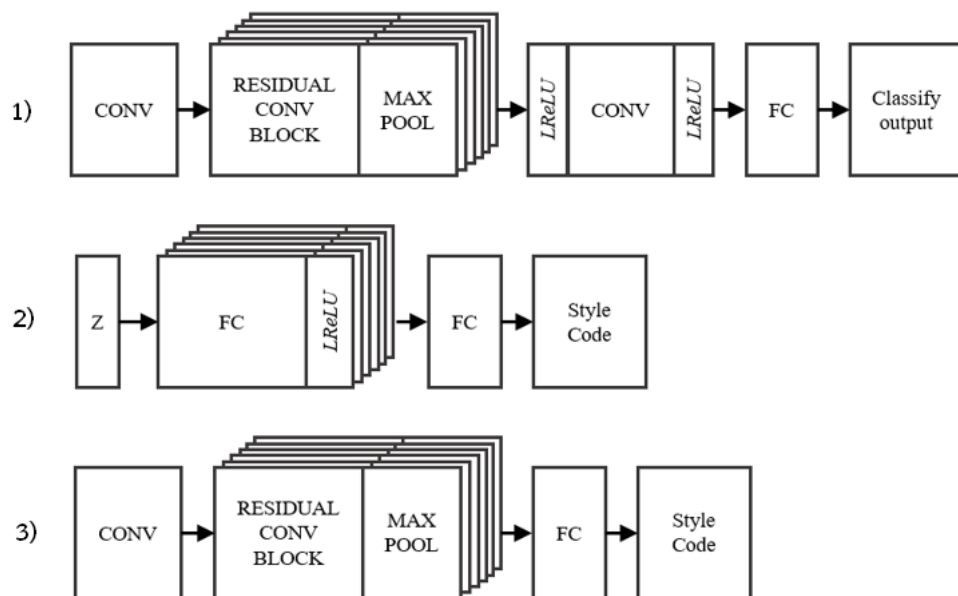 1)
CONV
RESIDUAL
CONV
BLOCK
MAX
POOL
LReLU
CONV
LReLU
FC
Classify
output
2)
Z
FC
LReLU
FC
Style
Code
3)
CONV
RESIDUAL
CONV
BLOCK
MAX
POOL
FC
Style
Code